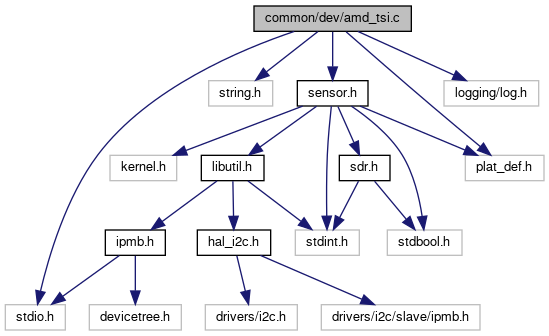 common/dev/amd_tsi.c
string.h
sensor.h
logging/log.h
kernel.h
libutil.h
sdr.h
plat_def.h
ipmb.h
hal_i2c.h
stdint.h
stdbool.h
stdio.h
devicetree.h
drivers/i2c.h
drivers/i2c/slave/ipmb.h